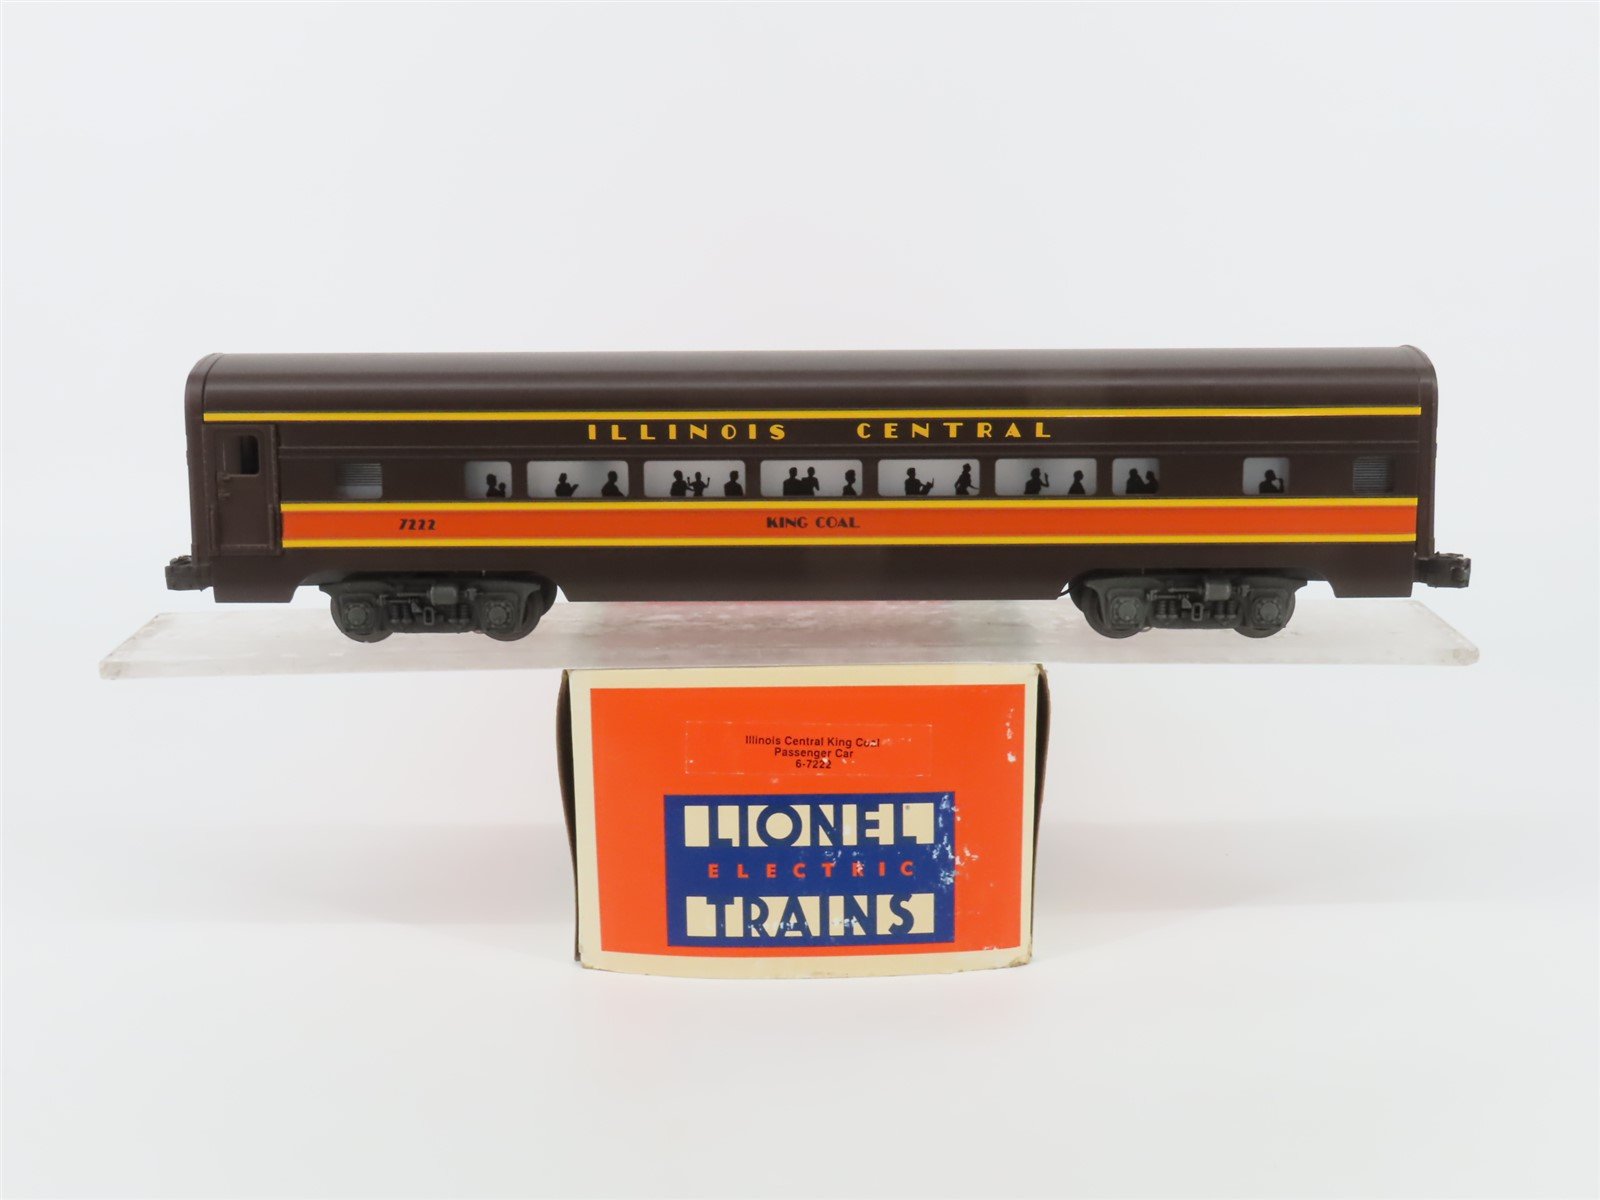 ILLINOIS CENTRAL
7222 KING COAL
Illinois Central King Coal
Passenger Car
6-7222
LIONEL
ELECTRIC
TRAINS